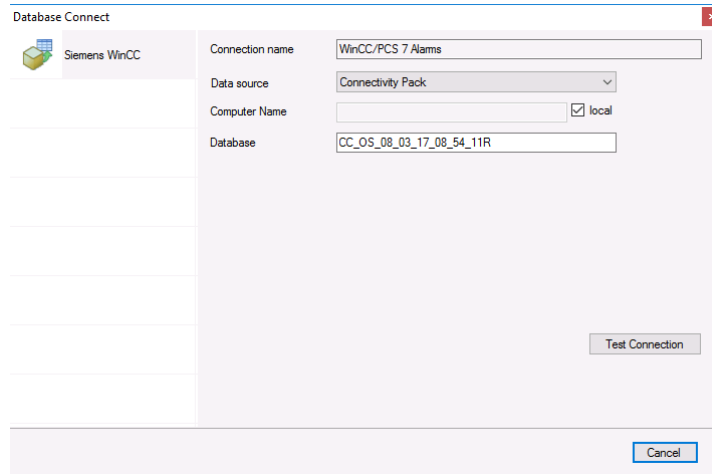 Database Connect
Siemens WinCC
Connection name WinCC/PCS 7 Alarms
Data source Connectivity Pack
Computer Name local
Database CC_OS_08_03_17_08_54_11R
Test Connection
Cancel